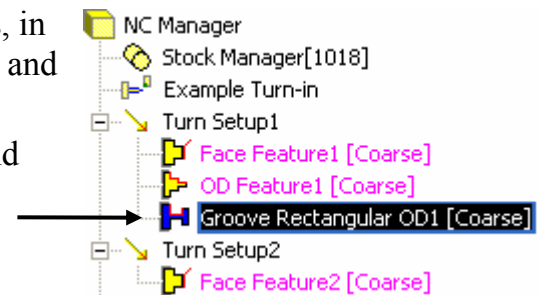 , in
and
d
NC Manager
Stock Manager[1018]
Example Turn-in
Turn Setup1
Face Feature1 [Coarse]
OD Feature1 [Coarse]
Groove Rectangular OD1 [Coarse]
Turn Setup2
Face Feature2 [Coarse]